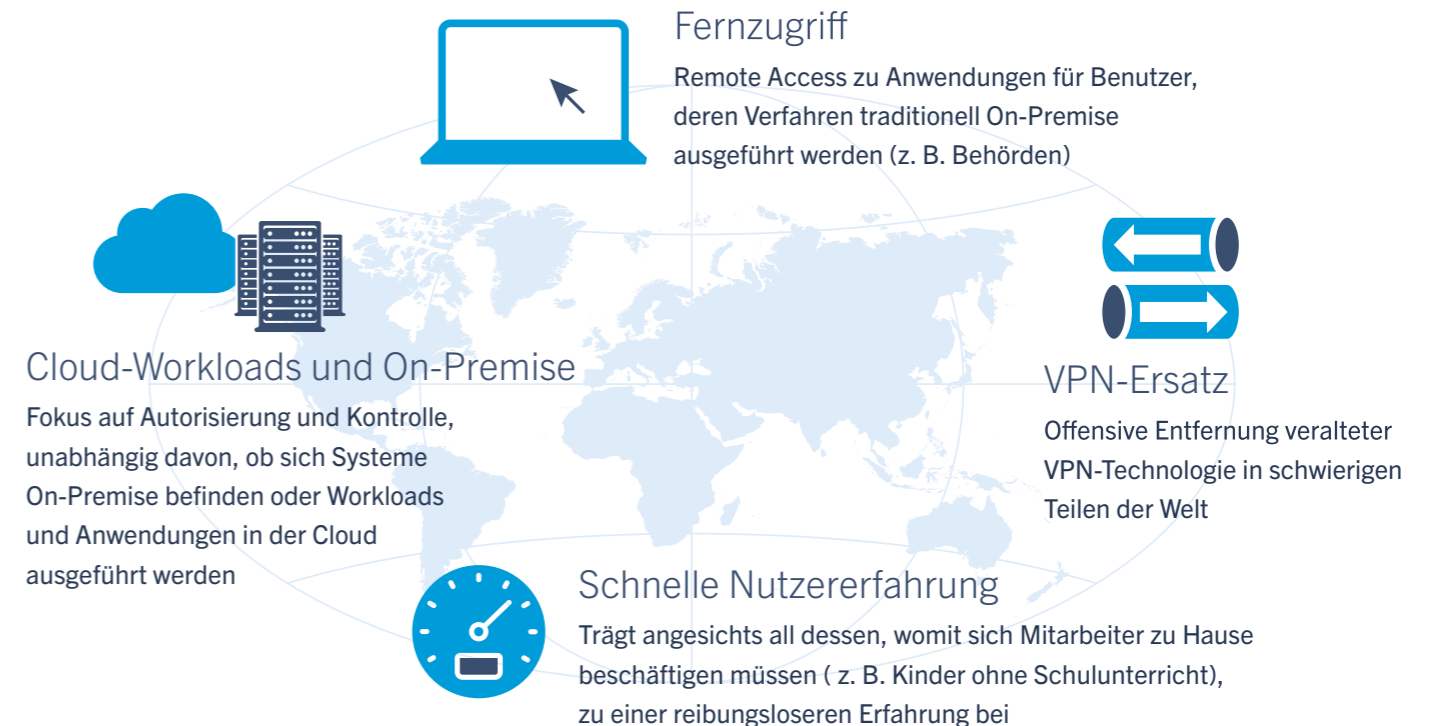 Fernzugriff
Remote Access zu Anwendungen für Benutzer,
deren Verfahren traditionell On-Premise
ausgeführt werden (z. B. Behörden)
Cloud-Workloads und On-Premise
Fokus auf Autorisierung und Kontrolle,
unabhängig davon, ob sich Systeme
On-Premise befinden oder Workloads
und Anwendungen in der Cloud
ausgeführt werden
VPN-Ersatz
Offensive Entfernung veralteter
VPN-Technologie in schwierigen
Teilen der Welt
Schnelle Nutzererfahrung
Trägt angesichts all dessen, womit sich Mitarbeiter zu Hause
beschäftigen müssen ( z. B. Kinder ohne Schulunterricht),
zu einer reibungsloseren Erfahrung bei